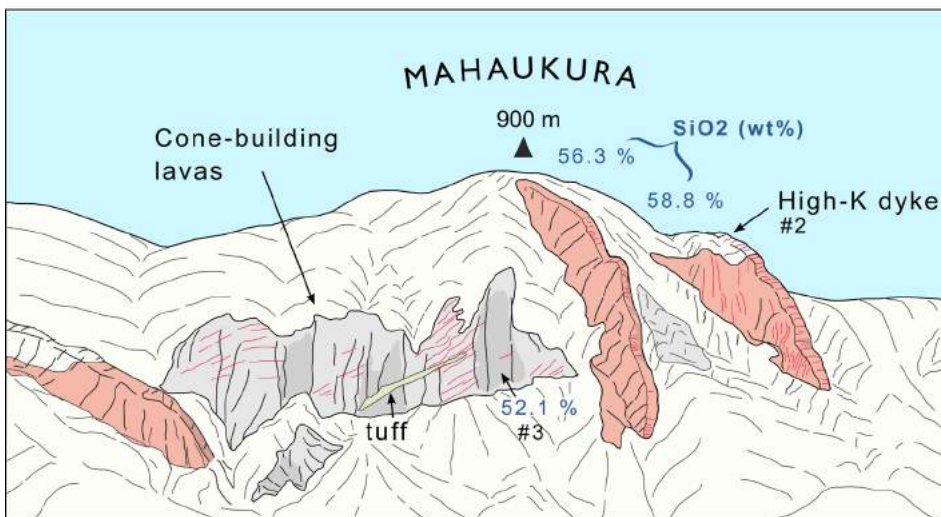 MAHAUKURA
900 m
SiO2 (wt%)
56.3 %
58.8 %
Cone-building
lavas
High-K dyke
#2
tuff
52.1 %
#3